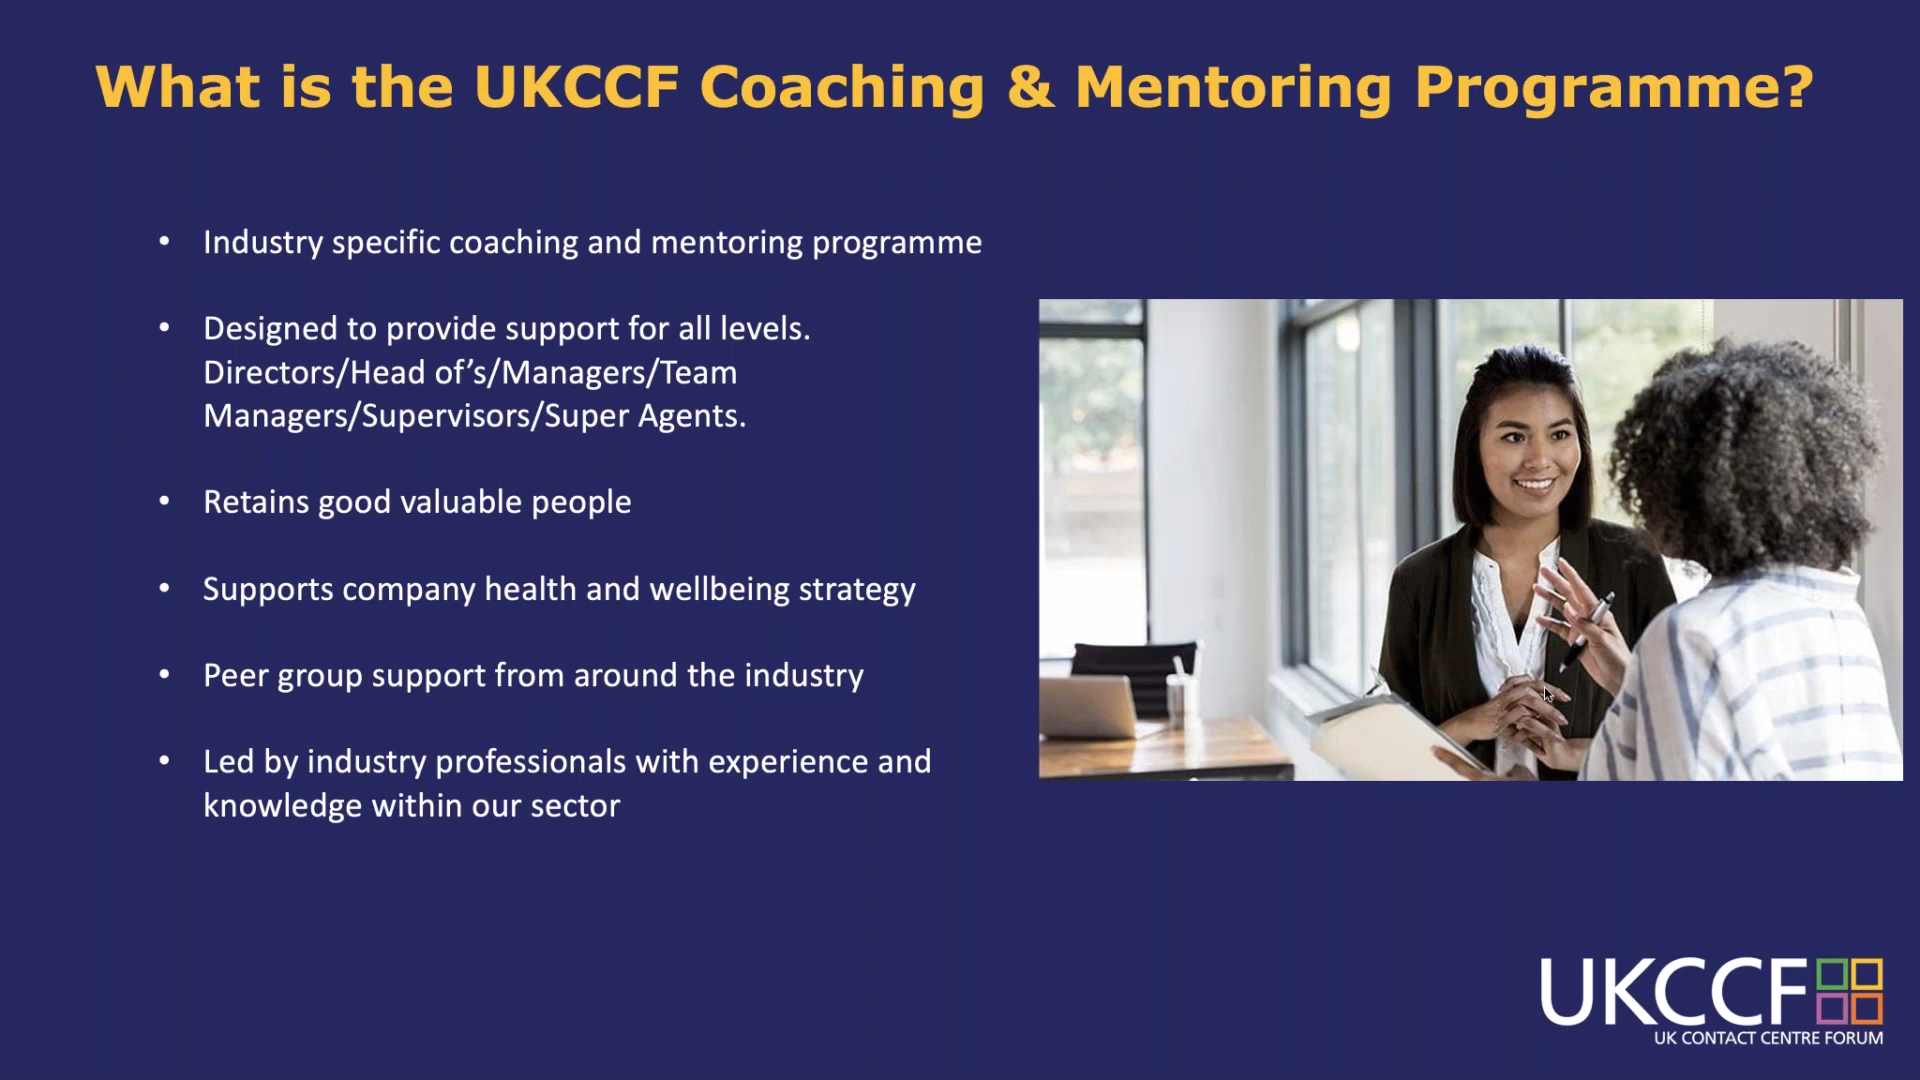 What is the UKCCF Coaching & Mentoring Programme?
• Industry specific coaching and mentoring programme
• Designed to provide support for all levels.
Directors/Head of’s/Managers/Team
Managers/Supervisors/Super Agents.
• Retains good valuable people
• Supports company health and wellbeing strategy
• Peer group support from around the industry
• Led by industry professionals with experience and
knowledge within our sector
UKCCF
UK CONTACT CENTRE FORUM